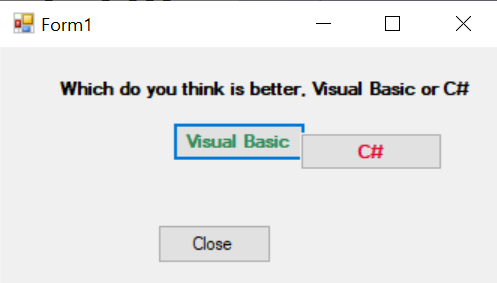 Form1
Which do you think is better, Visual Basic or C#
Visual Basic
C#
Close